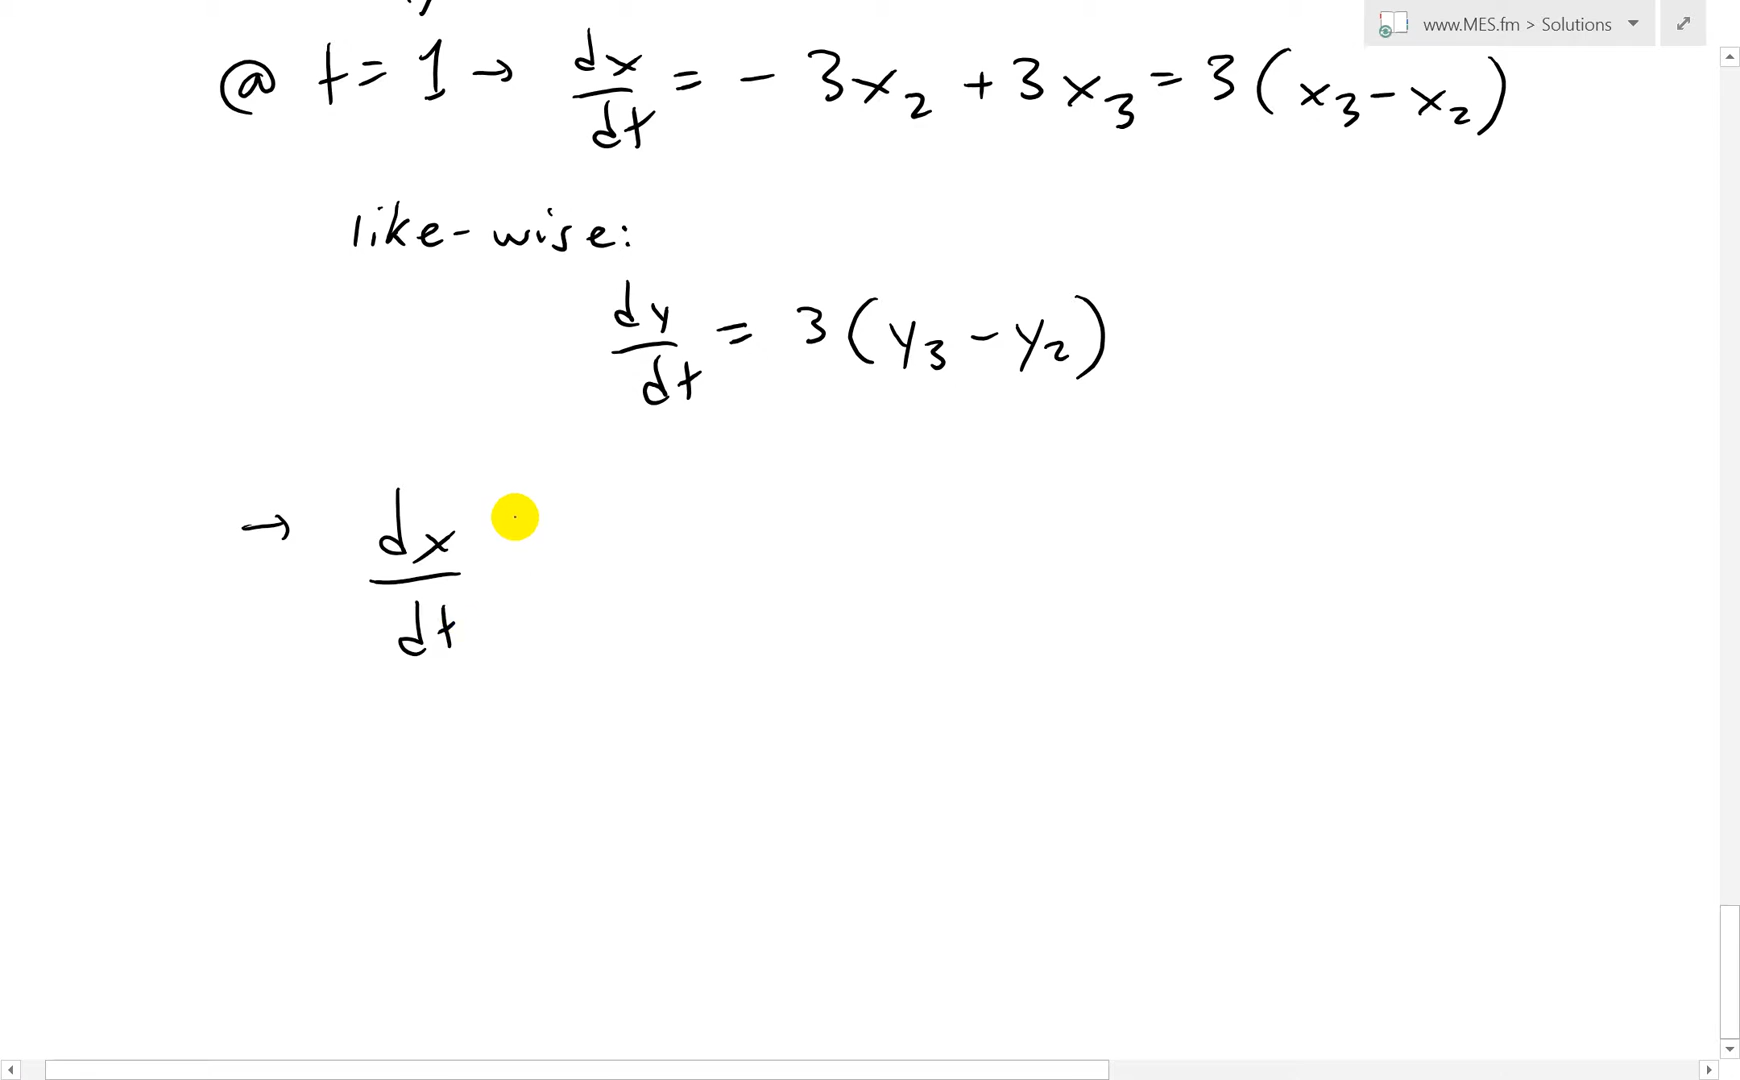 www.MES.fm > Solutions
@ t = 1 → dx/dt = - 3x₂ + 3x₃ = 3(x₃ - x₂)
like-wise:
dy/dt = 3(y₃ - y₂)
→ dx/dt